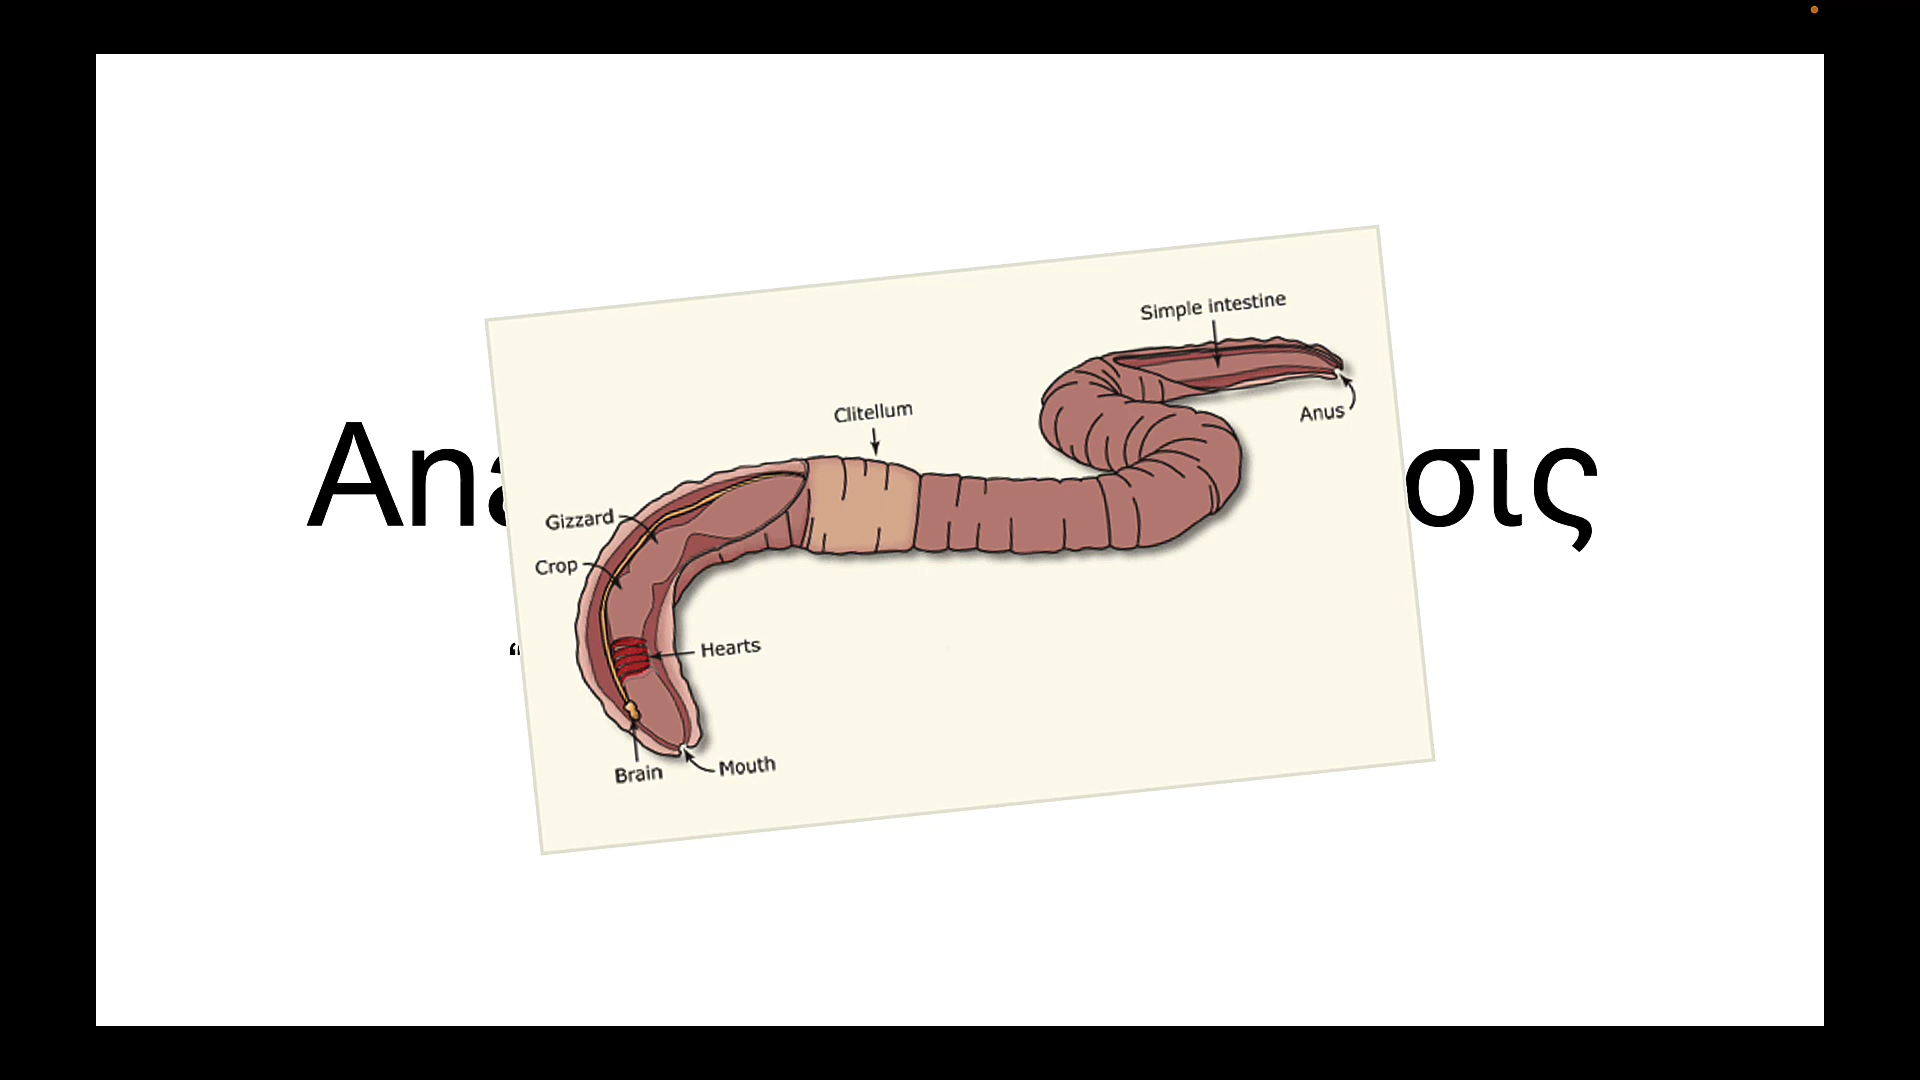 Simple intestine
Anus
Clitellum
Ana σις
Gizzard
Crop
“
Hearts
Brain
Mouth